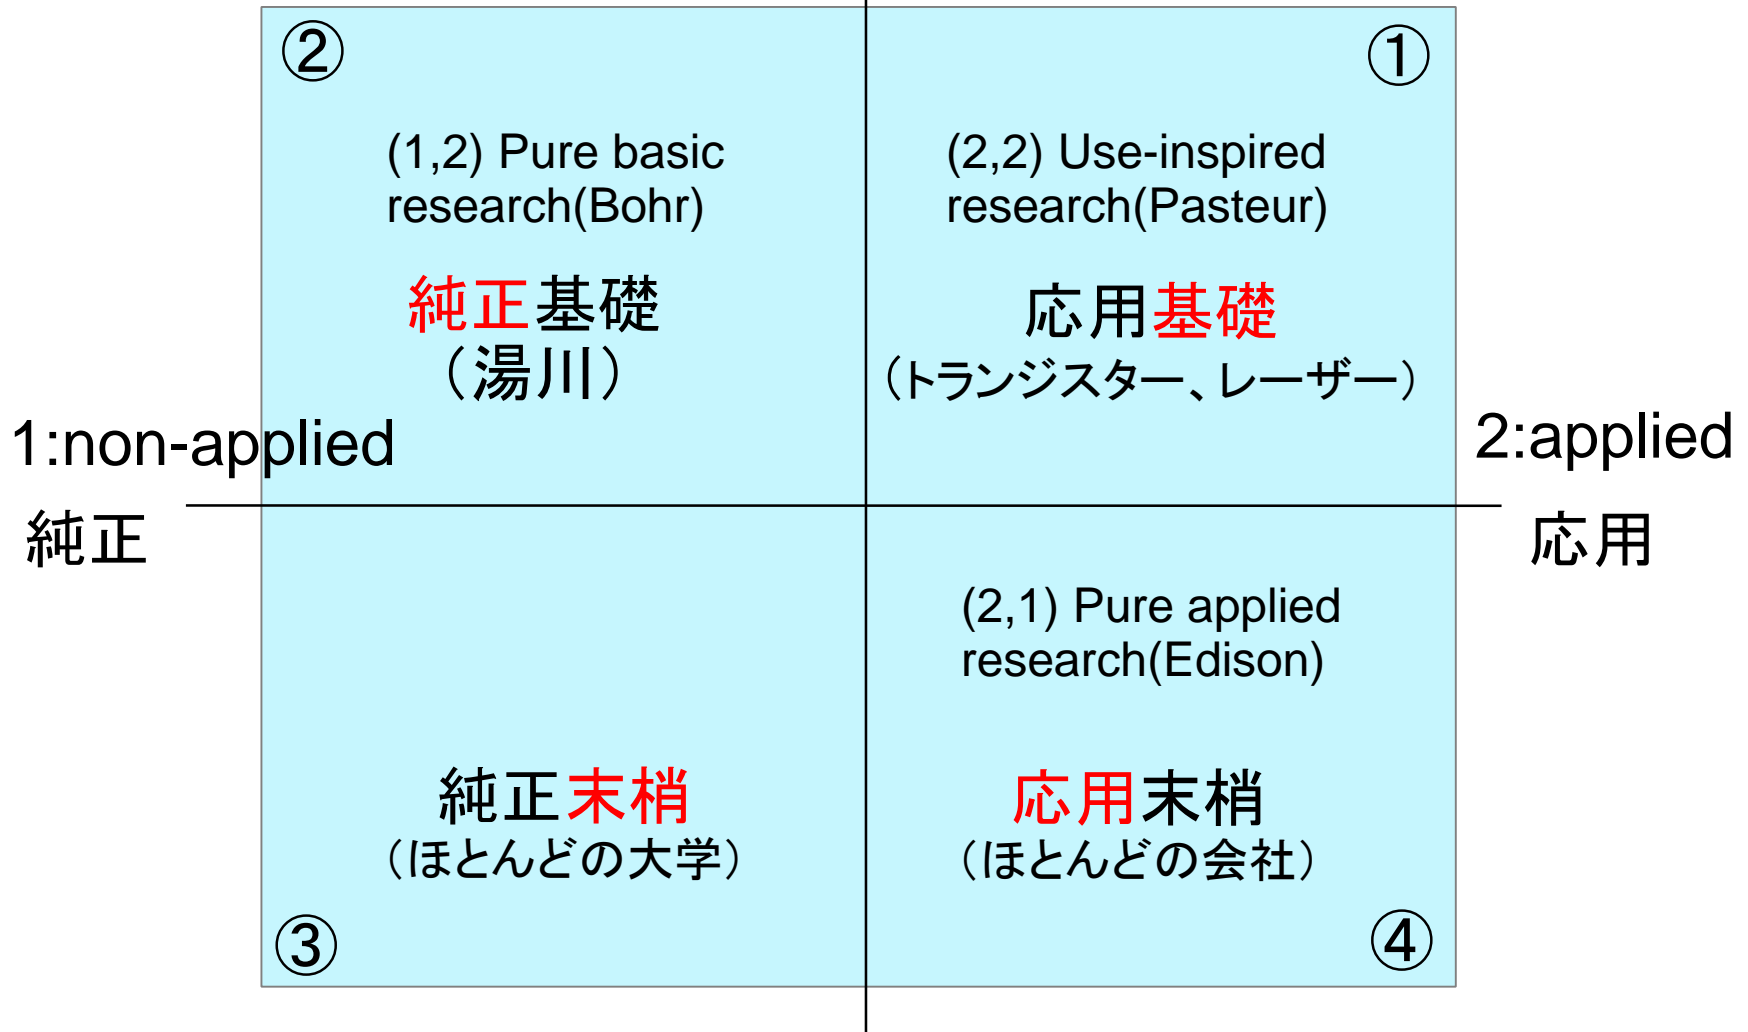 ②
①
(1,2) Pure basic
research(Bohr)
(2,2) Use-inspired
research(Pasteur)
純正基礎
（湯川）
応用基礎
（トランジスター、レーザー）
1:non-applied
2:applied
純正
応用
(2,1) Pure applied
research(Edison)
純正末梢
（ほとんどの大学）
応用末梢
（ほとんどの会社）
③
④